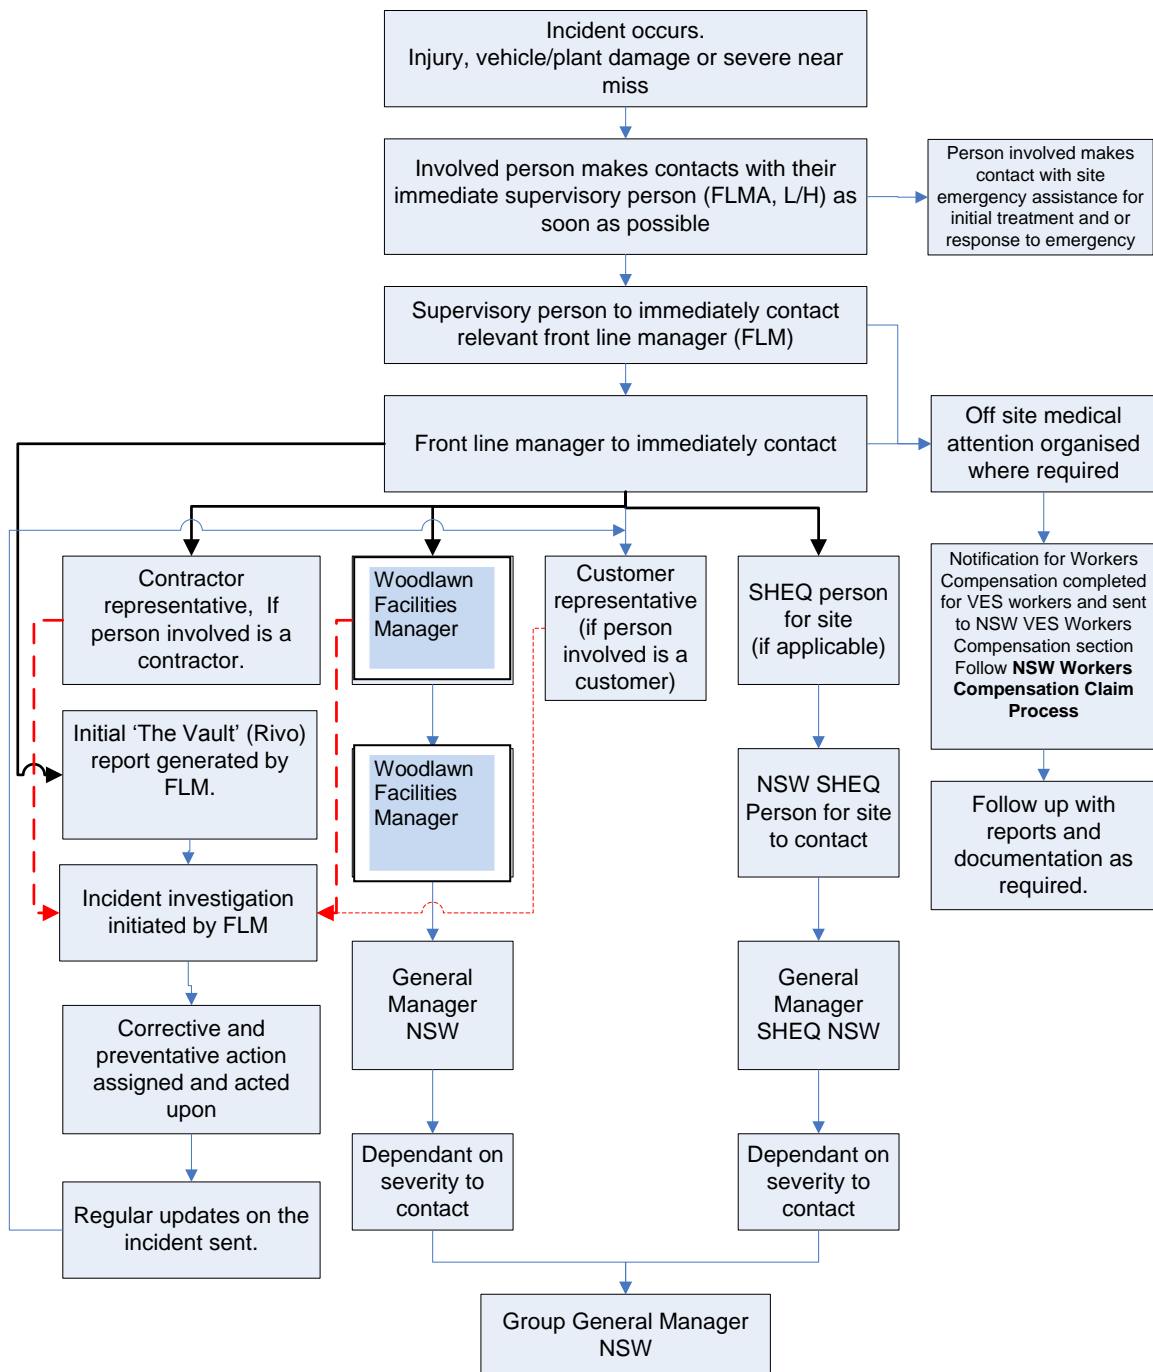 Incident occurs.
Injury, vehicle/plant damage or severe near
miss
Involved person makes contacts with their
immediate supervisory person (FLMA, L/H) as
soon as possible
Person involved makes
contact with site
emergency assistance for
initial treatment and or
response to emergency
Supervisory person to immediately contact
relevant front line manager (FLM)
Front line manager to immediately contact
Off site medical
attention organised
where required
Contractor
representative, If
person involved is a
contractor.
Woodlawn
Facilities
Manager
Customer
representative
(if person
involved is a
customer)
SHEQ person
for site
(if applicable)
Notification for Workers
Compensation completed
for VES workers and sent
to NSW VES Workers
Compensation section
Follow NSW Workers
Compensation Claim
Process
Initial ‘The Vault’ (Rivo)
report generated by
FLM.
Woodlawn
Facilities
Manager
NSW SHEQ
Person for site
to contact
Follow up with
reports and
documentation as
required.
Incident investigation
initiated by FLM
General
Manager
NSW
General
Manager
SHEQ NSW
Corrective and
preventative action
assigned and acted
upon
Dependant on
severity to
contact
Dependant on
severity to
contact
Regular updates on the
incident sent.
Group General Manager
NSW